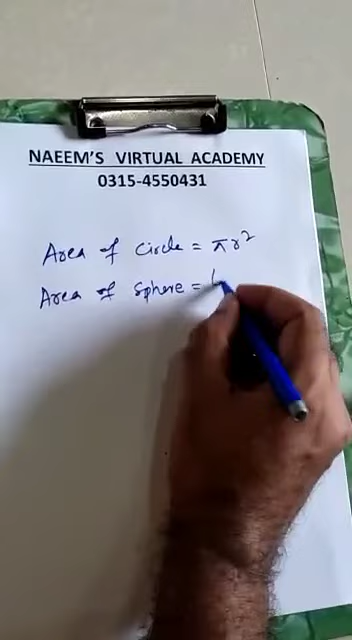 NAEEM'S VIRTUAL ACADEMY
0315-4550431
Area of Circle = πr²
Area of Sphere =